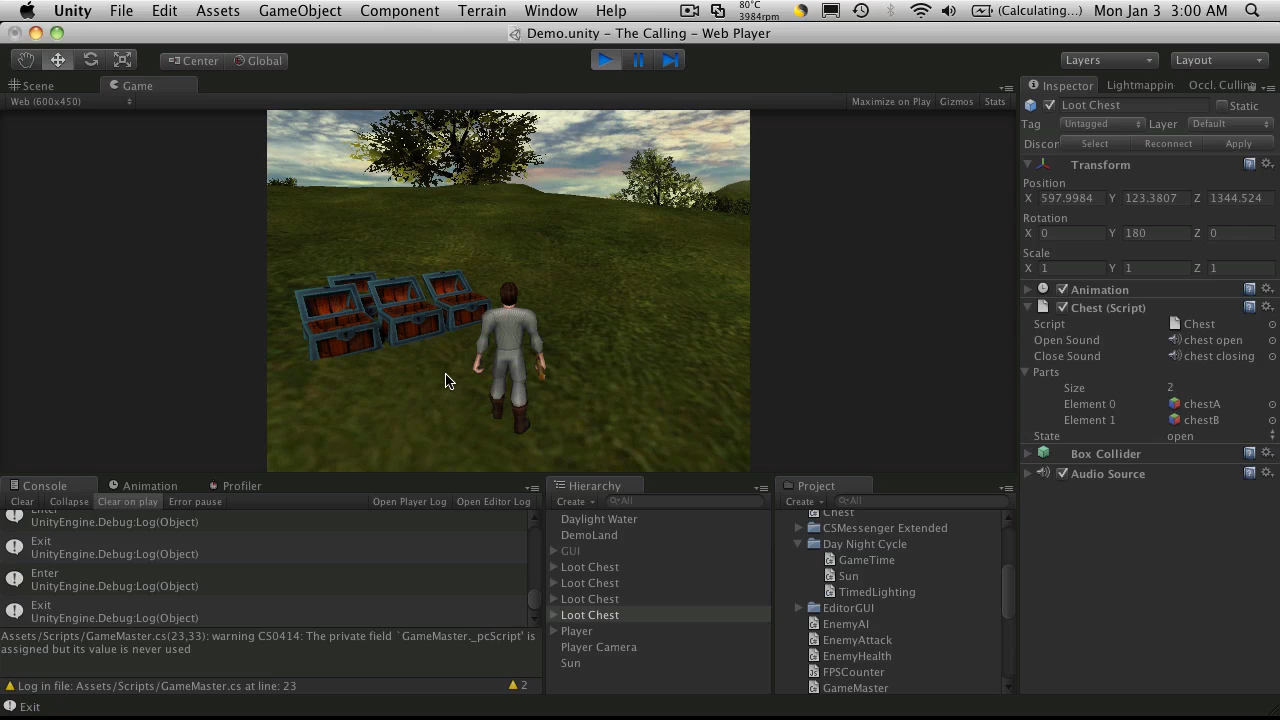 Unity File Edit Assets GameObject Component Terrain Window Help 80°C 3984rpm (Calculating...) Mon Jan 3 3:00 AM
Demo.unity – The Calling – Web Player
Center Global Layers Layout
Scene Game
Web (600x450) Maximize on Play Gizmos Stats
Inspector Lightmappin Occl. Cullin
Loot Chest Static
Tag Untagged Layer Default
Discor Select Reconnect Apply
Transform
Position
X 597.9984 Y 123.3807 Z 1344.524
Rotation
X 0 Y 180 Z 0
Scale
X 1 Y 1 Z 1
Animation
Chest (Script)
Script Chest
Open Sound chest open
Close Sound chest closing
Parts
Size 2
Element 0 chestA
Element 1 chestB
State open
Box Collider
Audio Source
Console Animation Profiler
Clear Collapse Clear on play Error pause Open Player Log Open Editor Log
Enter
UnityEngine.Debug:Log(Object)
Exit
UnityEngine.Debug:Log(Object)
Enter
UnityEngine.Debug:Log(Object)
Exit
UnityEngine.Debug:Log(Object)
Assets/Scripts/GameMaster.cs(23,33): warning CS0414: The private field `GameMaster._pcScript' is
assigned but its value is never used
Log in file: Assets/Scripts/GameMaster.cs at line: 23 2
Exit
Hierarchy
Create All
Daylight Water
DemoLand
GUI
Loot Chest
Loot Chest
Loot Chest
Loot Chest
Player
Player Camera
Sun
Project
Create All
Chest
CSMessenger Extended
Day Night Cycle
GameTime
Sun
TimedLighting
EditorGUI
EnemyAI
EnemyAttack
EnemyHealth
FPSCounter
GameMaster